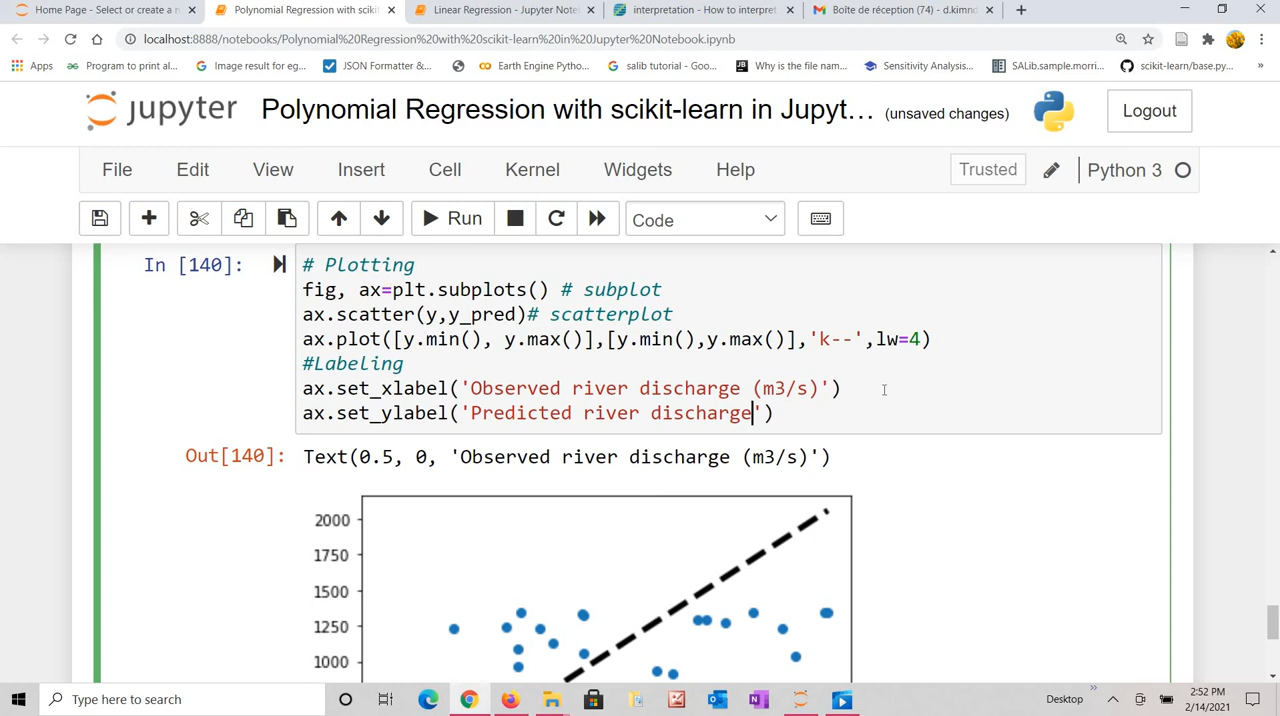 Home Page - Select or create a n
Polynomial Regression with scikit
Linear Regression - Jupyter Note
interpretation - How to interpret
Boîte de réception (74) - d.kimno
localhost:8888/notebooks/Polynomial%20Regression%20with%20scikit-learn%20in%20Jupyter%20Notebook.ipynb
Apps
Program to print al...
Image result for eg...
JSON Formatter &...
Earth Engine Pytho...
salib tutorial - Goo...
Why is the file nam...
Sensitivity Analysis...
SALib.sample.morri...
scikit-learn/base.py...
»
jupyter
Polynomial Regression with scikit-learn in Jupyt... (unsaved changes)
Logout
File Edit View Insert Cell Kernel Widgets Help
Trusted
Python 3
Run
Code
In [140]:
# Plotting
fig, ax=plt.subplots() # subplot
ax.scatter(y,y_pred)# scatterplot
ax.plot([y.min(), y.max()],[y.min(),y.max()],'k--',lw=4)
#Labeling
ax.set_xlabel('Observed river discharge (m3/s)')
ax.set_ylabel('Predicted river discharge')
Out[140]: Text(0.5, 0, 'Observed river discharge (m3/s)')
2000
1750
1500
1250
1000
Type here to search
Desktop
»
2:52 PM
2/14/2021